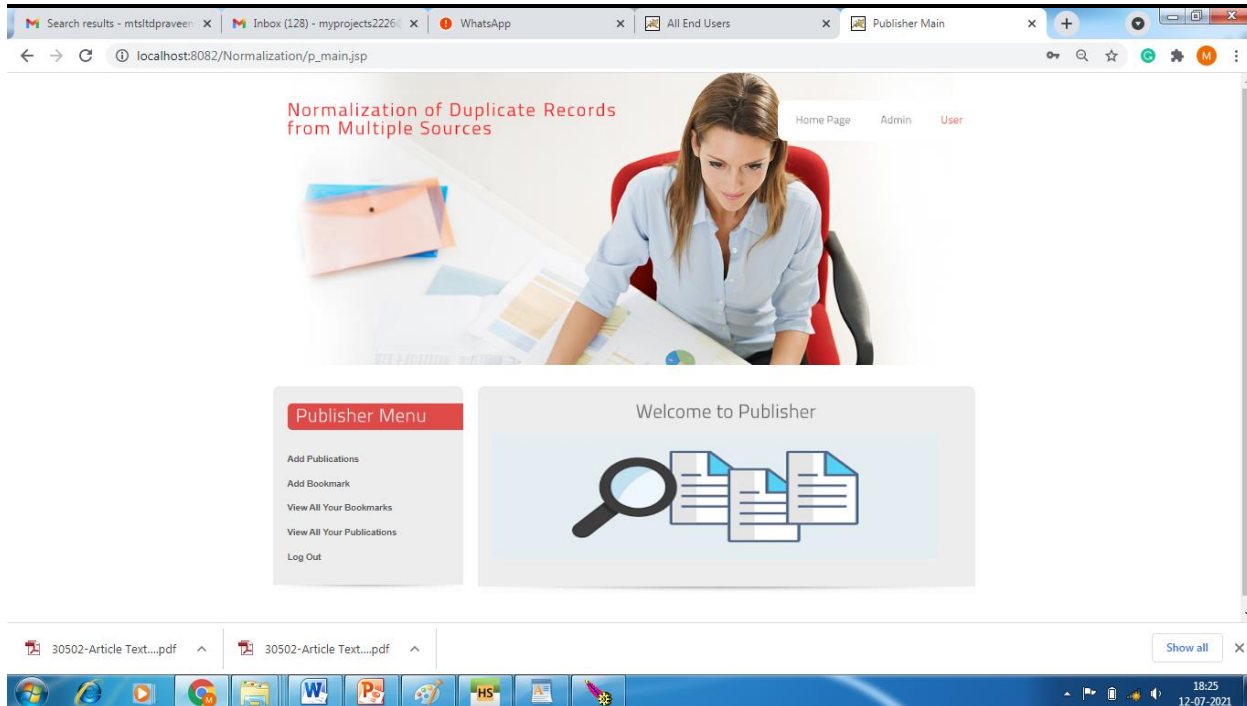 Search results - mtsltdpraveen
Inbox (128) - myprojects2226
WhatsApp
All End Users
Publisher Main
localhost:8082/Normalization/p_main.jsp
M
Normalization of Duplicate Records
from Multiple Sources
Home Page Admin User
Publisher Menu
Add Publications
Add Bookmark
View All Your Bookmarks
View All Your Publications
Log Out
Welcome to Publisher
30502-Article Text....pdf
30502-Article Text....pdf
Show all
HS
18:25
12-07-2021